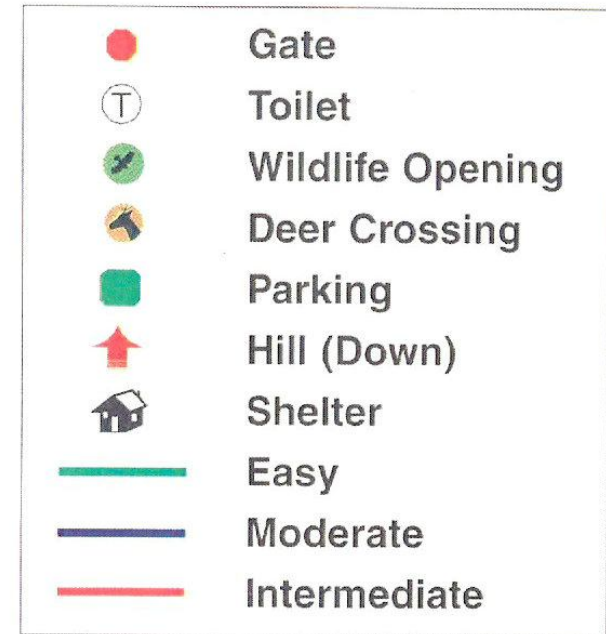 Gate
T Toilet
Wildlife Opening
Deer Crossing
Parking
Hill (Down)
Shelter
Easy
Moderate
Intermediate